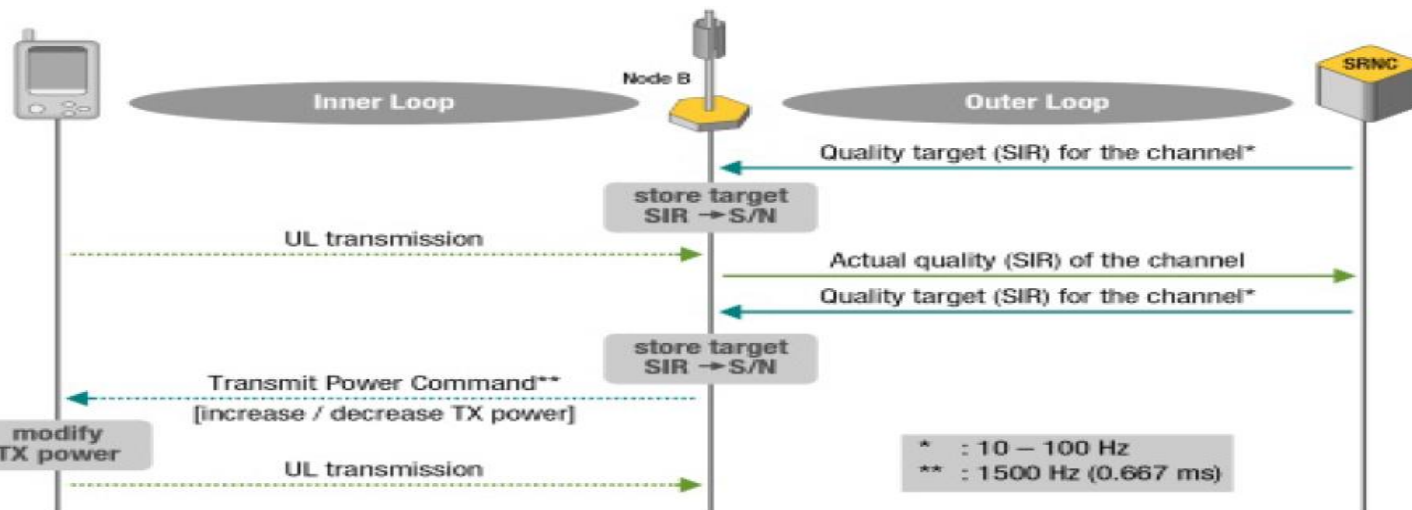 SRNC
Node B
Inner Loop
Outer Loop
Quality target (SIR) for the channel*
store target
SIR → S/N
UL transmission
Actual quality (SIR) of the channel
Quality target (SIR) for the channel*
store target
SIR → S/N
Transmit Power Command**
[increase / decrease TX power]
modify
TX power
UL transmission
* : 10 – 100 Hz
** : 1500 Hz (0.667 ms)